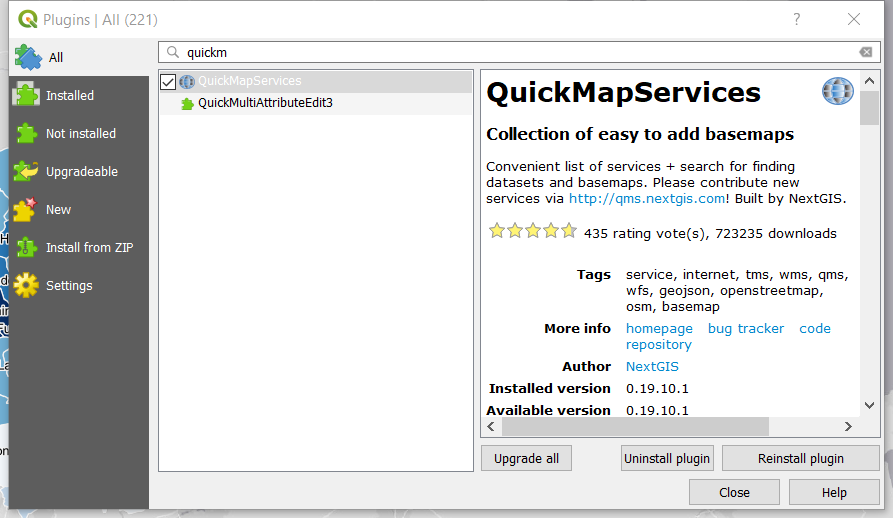 Plugins | All (221)
?
All
quickm
Installed
Not installed
Upgradeable
New
Install from ZIP
Settings
QuickMapServices
QuickMultiAttributeEdit3
QuickMapServices
Collection of easy to add basemaps
Convenient list of services + search for finding
datasets and basemaps. Please contribute new
services via http://qms.nextgis.com! Built by NextGIS.
435 rating vote(s), 723235 downloads
Tags service, internet, tms, wms, qms,
wfs, geojson, openstreetmap,
osm, basemap
More info homepage bug tracker code
repository
Author NextGIS
Installed version 0.19.10.1
Available version 0.19.10.1
Upgrade all
Uninstall plugin
Reinstall plugin
Close
Help